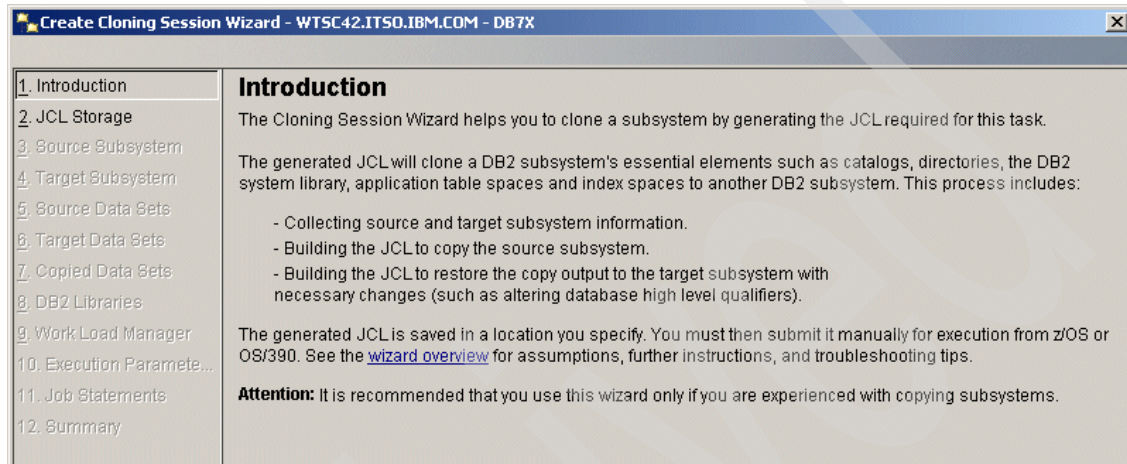 Create Cloning Session Wizard - WTSC42.ITSO.IBM.COM - DB7X
1. Introduction
2. JCL Storage
3. Source Subsystem
4. Target Subsystem
5. Source Data Sets
6. Target Data Sets
7. Copied Data Sets
8. DB2 Libraries
9. Work Load Manager
10. Execution Paramete...
11. Job Statements
12. Summary
Introduction
The Cloning Session Wizard helps you to clone a subsystem by generating the JCL required for this task.
The generated JCL will clone a DB2 subsystem's essential elements such as catalogs, directories, the DB2
system library, application table spaces and index spaces to another DB2 subsystem. This process includes:
- Collecting source and target subsystem information.
- Building the JCL to copy the source subsystem.
- Building the JCL to restore the copy output to the target subsystem with
necessary changes (such as altering database high level qualifiers).
The generated JCL is saved in a location you specify. You must then submit it manually for execution from z/OS or
OS/390. See the wizard overview for assumptions, further instructions, and troubleshooting tips.
Attention: It is recommended that you use this wizard only if you are experienced with copying subsystems.